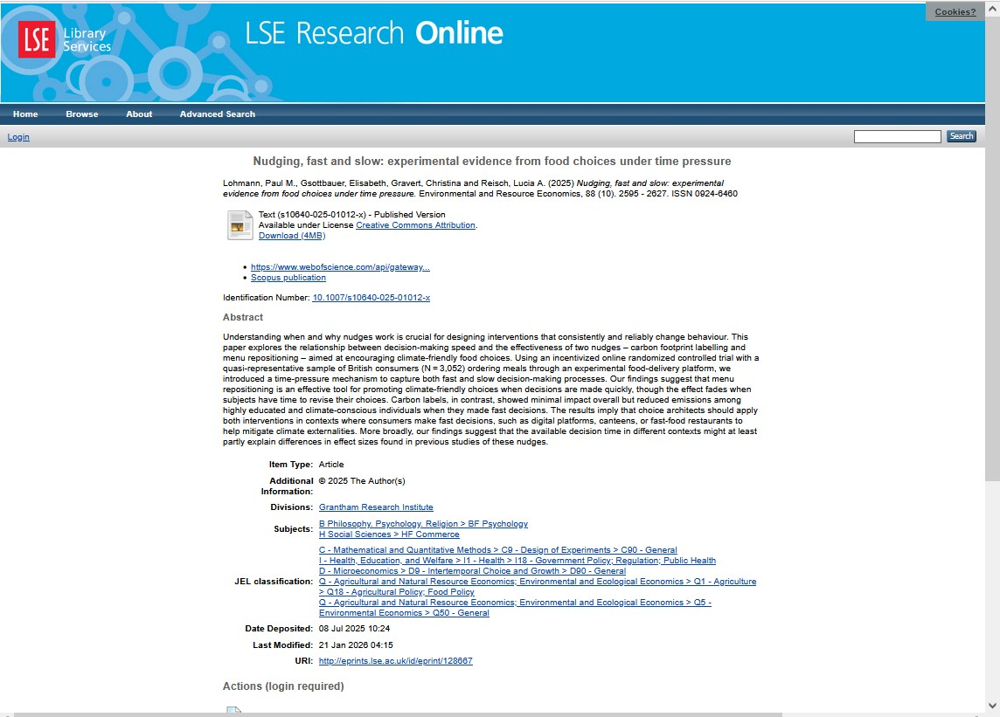 Cookies?
LSE
Library
Services
LSE Research Online
Home Browse About Advanced Search
Login
Search
Nudging, fast and slow: experimental evidence from food choices under time pressure
Lohmann, Paul M., Gsottbauer, Elisabeth, Gravert, Christina and Reisch, Lucia A. (2025) Nudging, fast and slow: experimental
evidence from food choices under time pressure. Environmental and Resource Economics, 88 (10). 2595 - 2627. ISSN 0924-6460
Text (s10640-025-01012-x) - Published Version
Available under License Creative Commons Attribution.
Download (4MB)
• https://www.webofscience.com/api/gateway...
• Scopus publication
Identification Number: 10.1007/s10640-025-01012-x
Abstract
Understanding when and why nudges work is crucial for designing interventions that consistently and reliably change behaviour. This
paper explores the relationship between decision-making speed and the effectiveness of two nudges – carbon footprint labelling and
menu repositioning – aimed at encouraging climate-friendly food choices. Using an incentivized online randomized controlled trial with a
quasi-representative sample of British consumers (N = 3,052) ordering meals through an experimental food-delivery platform, we
introduced a time-pressure mechanism to capture both fast and slow decision-making processes. Our findings suggest that menu
repositioning is an effective tool for promoting climate-friendly choices when decisions are made quickly, though the effect fades when
subjects have time to revise their choices. Carbon labels, in contrast, showed minimal impact overall but reduced emissions among
highly educated and climate-conscious individuals when they made fast decisions. The results imply that choice architects should apply
both interventions in contexts where consumers make fast decisions, such as digital platforms, canteens, or fast-food restaurants to
help mitigate climate externalities. More broadly, our findings suggest that the available decision time in different contexts might at least
partly explain differences in effect sizes found in previous studies of these nudges.
Item Type: Article
Additional © 2025 The Author(s)
Information:
Divisions: Grantham Research Institute
Subjects: B Philosophy. Psychology. Religion > BF Psychology
H Social Sciences > HF Commerce
JEL classification: C - Mathematical and Quantitative Methods > C9 - Design of Experiments > C90 - General
I - Health, Education, and Welfare > I1 - Health > I18 - Government Policy; Regulation; Public Health
D - Microeconomics > D9 - Intertemporal Choice and Growth > D90 - General
Q - Agricultural and Natural Resource Economics; Environmental and Ecological Economics > Q1 - Agriculture
> Q18 - Agricultural Policy; Food Policy
Q - Agricultural and Natural Resource Economics; Environmental and Ecological Economics > Q5 -
Environmental Economics > Q50 - General
Date Deposited: 08 Jul 2025 10:24
Last Modified: 21 Jan 2026 04:15
URI: http://eprints.lse.ac.uk/id/eprint/128667
Actions (login required)